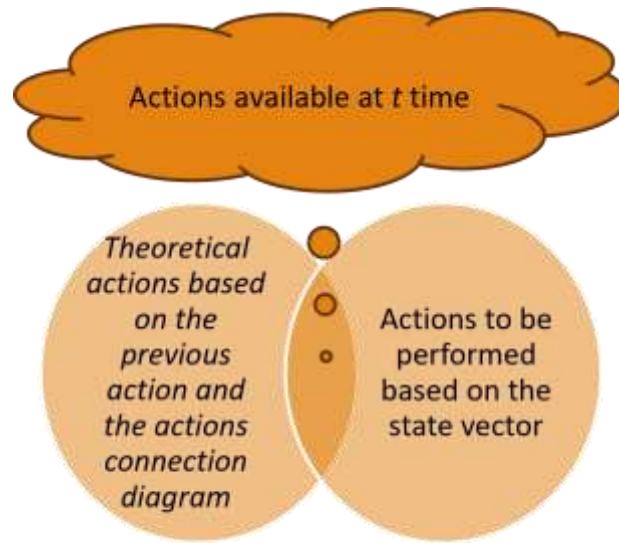 Actions available at t time
Theoretical
actions based
on the
previous
action and
the actions
connection
diagram
Actions to be
performed
based on the
state vector